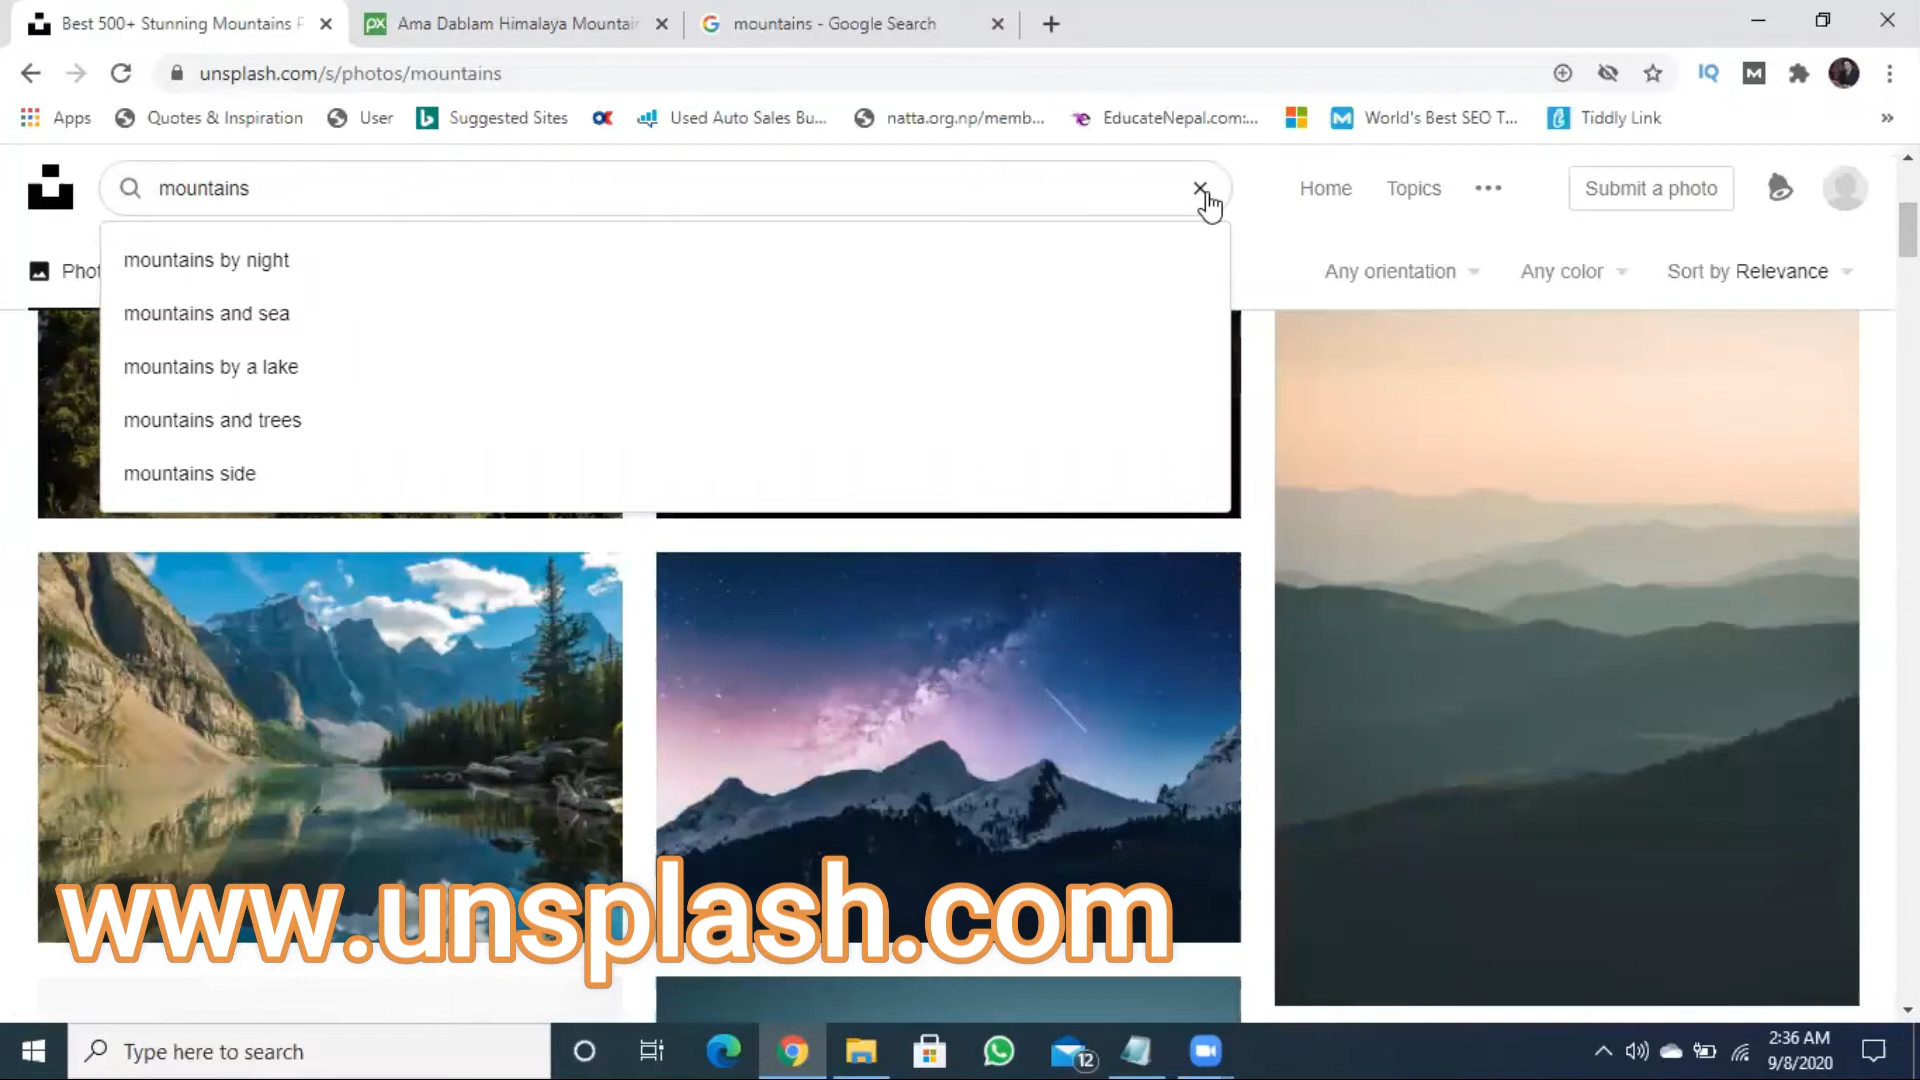 Best 500+ Stunning Mountains P
Ama Dablam Himalaya Mountain
mountains - Google Search
unsplash.com/s/photos/mountains
IQ
M
Apps
Quotes & Inspiration
User
Suggested Sites
Used Auto Sales Bu...
natta.org.np/memb...
EducateNepal.com:...
World's Best SEO T...
Tiddly Link
»
mountains
Home
Topics
Submit a photo
mountains by night
mountains and sea
mountains by a lake
mountains and trees
mountains side
Phot
Any orientation
Any color
Sort by Relevance
www.unsplash.com
Type here to search
12
2:36 AM
9/8/2020